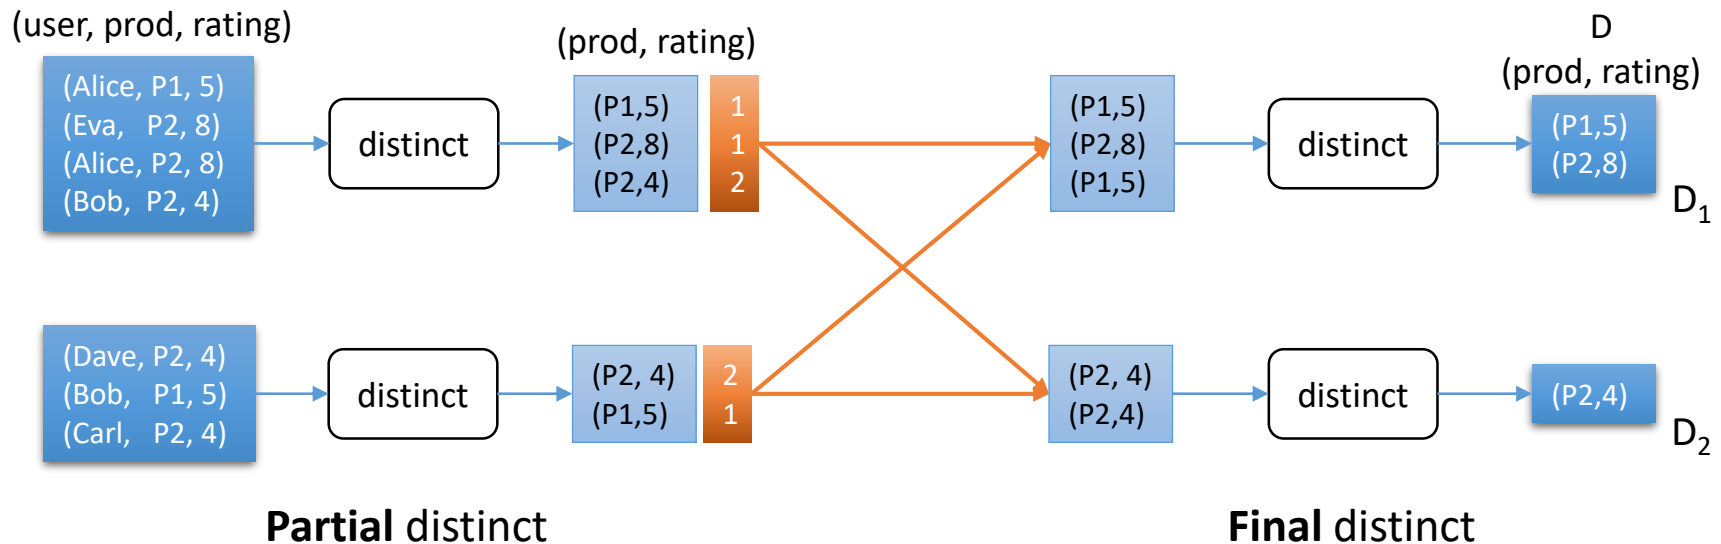 (user, prod, rating)
(Alice, P1, 5)
(Eva, P2, 8)
(Alice, P2, 8)
(Bob, P2, 4)
distinct
(prod, rating)
(P1,5)
(P2,8)
(P2,4)
1
1
2
(P1,5)
(P2,8)
(P1,5)
distinct
D
(prod, rating)
(P1,5)
(P2,8)
D1
(Dave, P2, 4)
(Bob, P1, 5)
(Carl, P2, 4)
distinct
(P2, 4)
(P1,5)
2
1
(P2, 4)
(P2,4)
distinct
(P2,4)
D2
Partial distinct
Final distinct